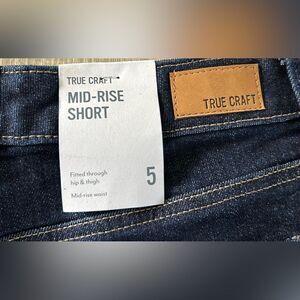 TRUE CRAFT
MID-RISE
SHORT
Fitted through
hip & thigh
5
Mid-rise waist
TRUE CRAFT